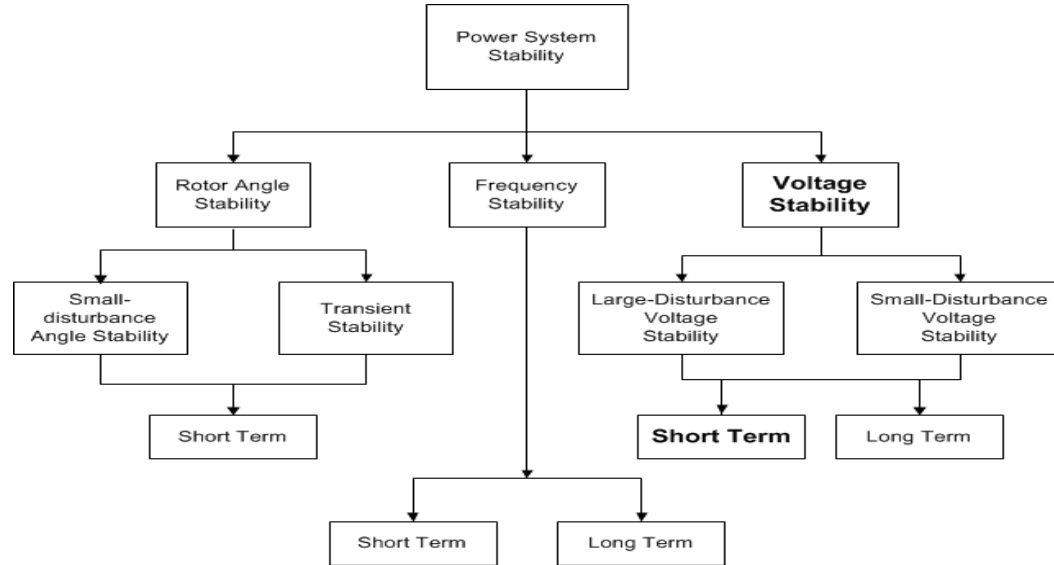 Power System
Stability
Rotor Angle
Stability
Frequency
Stability
Voltage
Stability
Small-
disturbance
Angle Stability
Transient
Stability
Large-Disturbance
Voltage
Stability
Small-Disturbance
Voltage
Stability
Short Term
Short Term
Long Term
Short Term
Long Term